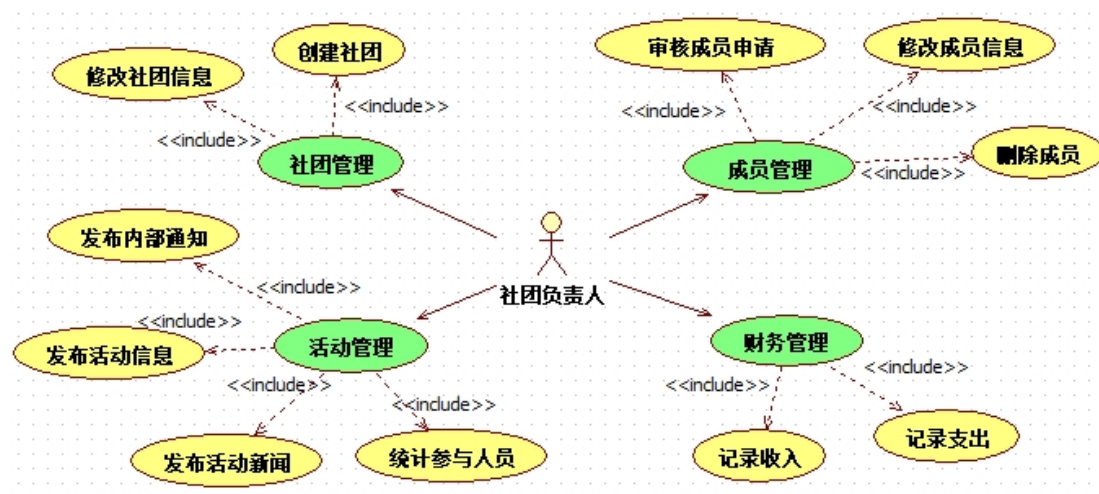 创建社团
审核成员申请
修改成员信息
修改社团信息
<<include>>
<<include>>
<<include>>
<<include>>
社团管理
成员管理
删除成员
<<include>>
发布内部通知
社团负责人
<<include>>
<<include>>
发布活动信息
活动管理
财务管理
<<include>>
<<include>>
<<include>>
<<include>>
发布活动新闻
统计参与人员
记录收入
记录支出